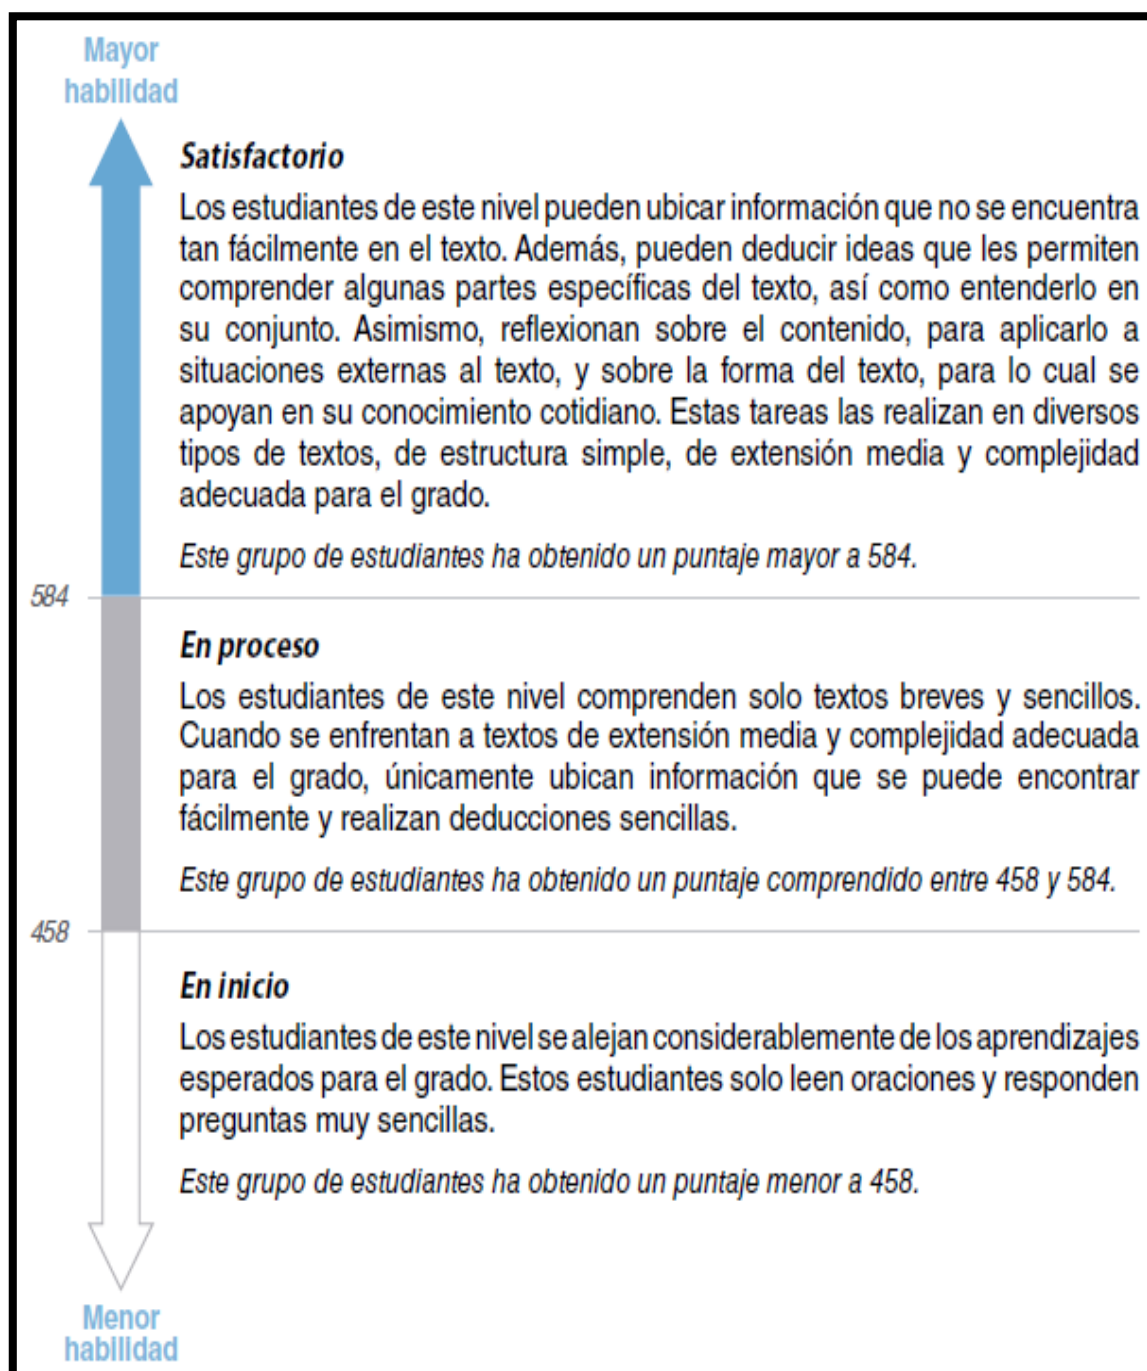 Mayor
habilidad
Satisfactorio
Los estudiantes de este nivel pueden ubicar información que no se encuentra
tan fácilmente en el texto. Además, pueden deducir ideas que les permiten
comprender algunas partes específicas del texto, así como entenderlo en
su conjunto. Asimismo, reflexionan sobre el contenido, para aplicarlo a
situaciones externas al texto, y sobre la forma del texto, para lo cual se
apoyan en su conocimiento cotidiano. Estas tareas las realizan en diversos
tipos de textos, de estructura simple, de extensión media y complejidad
adecuada para el grado.
Este grupo de estudiantes ha obtenido un puntaje mayor a 584.
584
En proceso
Los estudiantes de este nivel comprenden solo textos breves y sencillos.
Cuando se enfrentan a textos de extensión media y complejidad adecuada
para el grado, únicamente ubican información que se puede encontrar
fácilmente y realizan deducciones sencillas.
Este grupo de estudiantes ha obtenido un puntaje comprendido entre 458 y 584.
458
En inicio
Los estudiantes de este nivel se alejan considerablemente de los aprendizajes
esperados para el grado. Estos estudiantes solo leen oraciones y responden
preguntas muy sencillas.
Este grupo de estudiantes ha obtenido un puntaje menor a 458.
Menor
habilidad